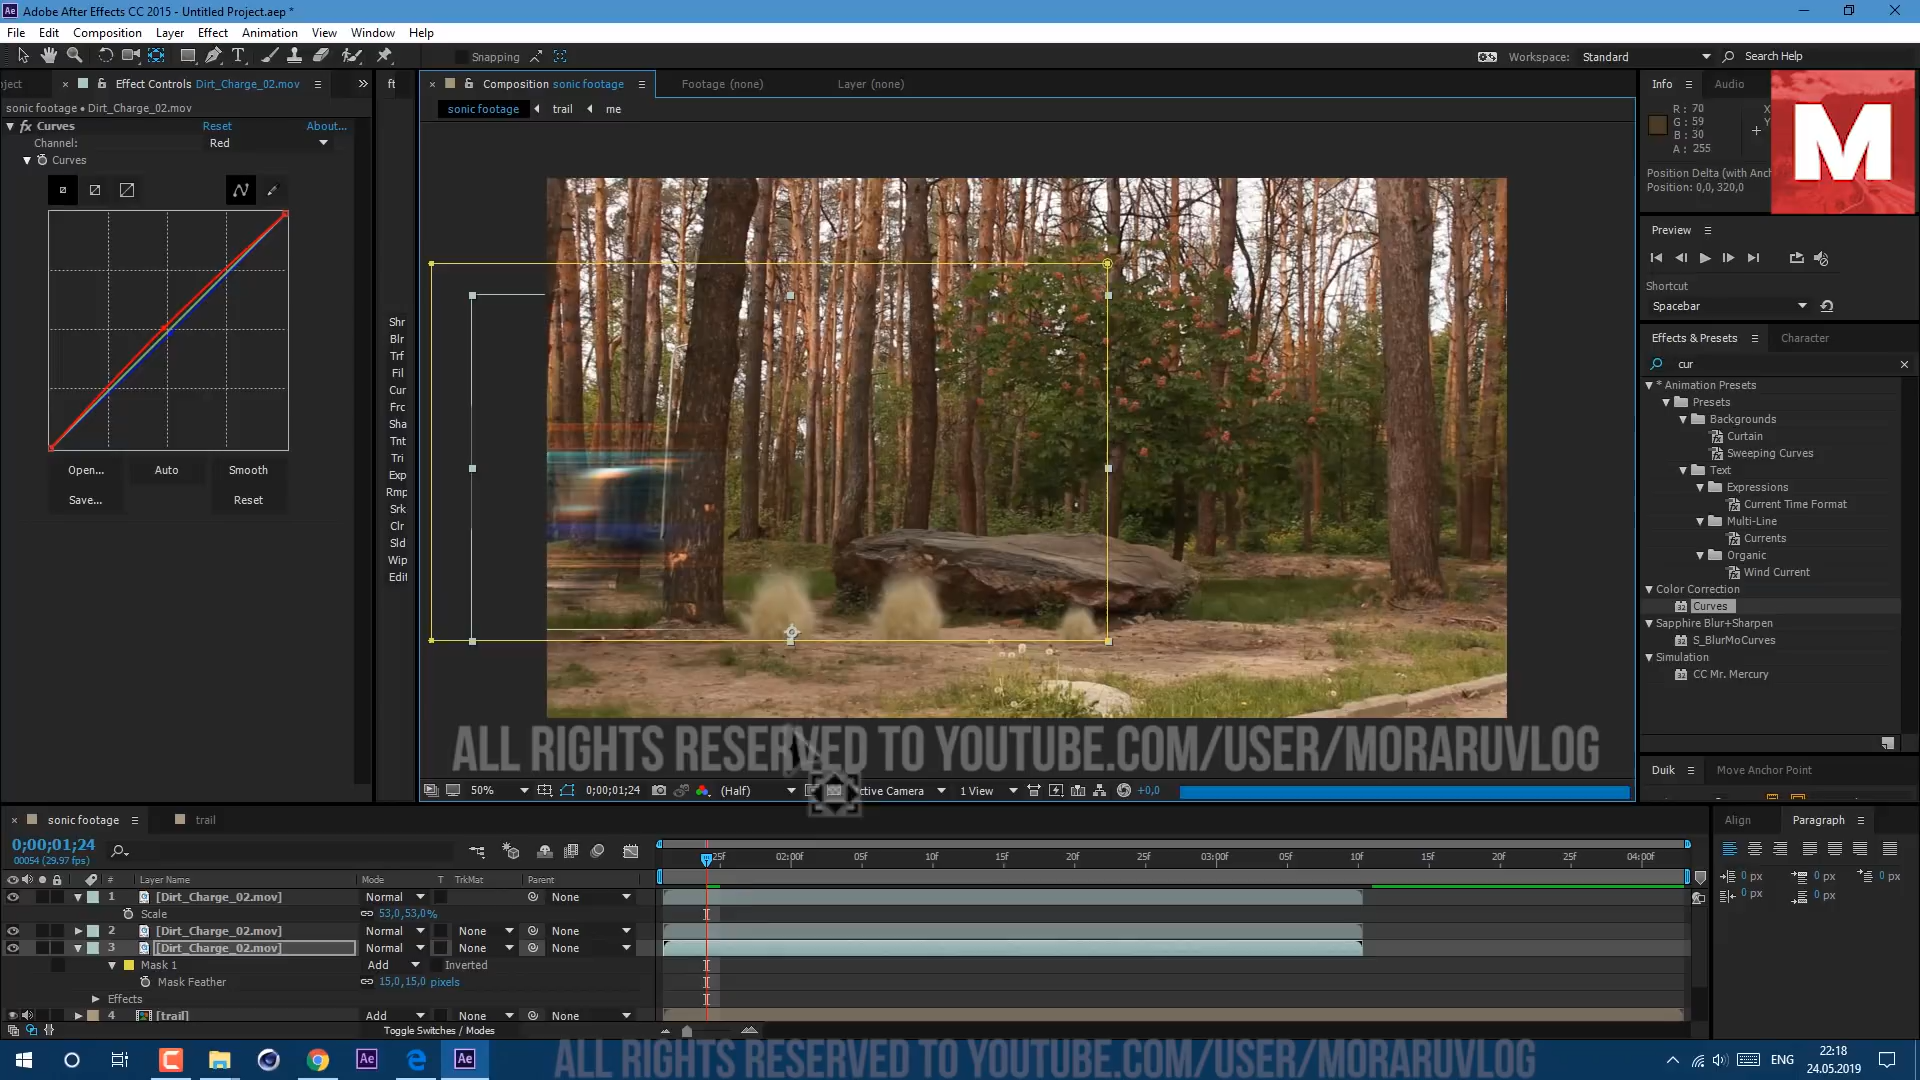 Adobe After Effects CC 2015 - Untitled Project.aep *
File Edit Composition Layer Effect Animation View Window Help
Snapping
Workspace: Standard
Search Help
ject
Effect Controls Dirt_Charge_02.mov
sonic footage • Dirt_Charge_02.mov
fx Curves Reset About...
Channel: Red
Curves
Open... Auto Smooth
Save... Reset
ft
Shr
Blr
Trf
Fil
Cur
Frc
Sha
Tnt
Tri
Exp
Rmp
Srk
Clr
Sld
Wip
Edit
Composition sonic footage
Footage (none)
Layer (none)
sonic footage trail me
ALL RIGHTS RESERVED TO YOUTUBE.COM/USER/MORARUVLOG
50% 0;00;01;24 (Half) ctive Camera 1 View +0,0
Info Audio
R : 70
G : 59
B : 30
A : 255
X
Y
M
Position Delta (with Anc
Position: 0,0, 320,0
Preview
Shortcut
Spacebar
Effects & Presets Character
cur
* Animation Presets
Presets
Backgrounds
Curtain
Sweeping Curves
Text
Expressions
Current Time Format
Multi-Line
Currents
Organic
Wind Current
Color Correction
32 Curves
Sapphire Blur+Sharpen
32 S_BlurMoCurves
Simulation
32 CC Mr. Mercury
Duik Move Anchor Point
Align Paragraph
0 px 0 px 0 px
0 px 0 px
sonic footage trail
0;00;01;24
00054 (29.97 fps)
25f 02:00f 05f 10f 15f 20f 25f 03:00f 05f 10f 15f 20f 25f 04:00f
# Layer Name Mode T TrkMat Parent
1 [Dirt_Charge_02.mov] Normal None
Scale 53,0,53,0%
2 [Dirt_Charge_02.mov] Normal None None
3 [Dirt_Charge_02.mov] Normal None None
Mask 1 Add Inverted
Mask Feather 15,0,15,0 pixels
Effects
4 [trail] Add None None
Toggle Switches / Modes
Ae Ae
ALL RIGHTS RESERVED TO YOUTUBE.COM/USER/MORARUVLOG
ENG
22:18
24.05.2019